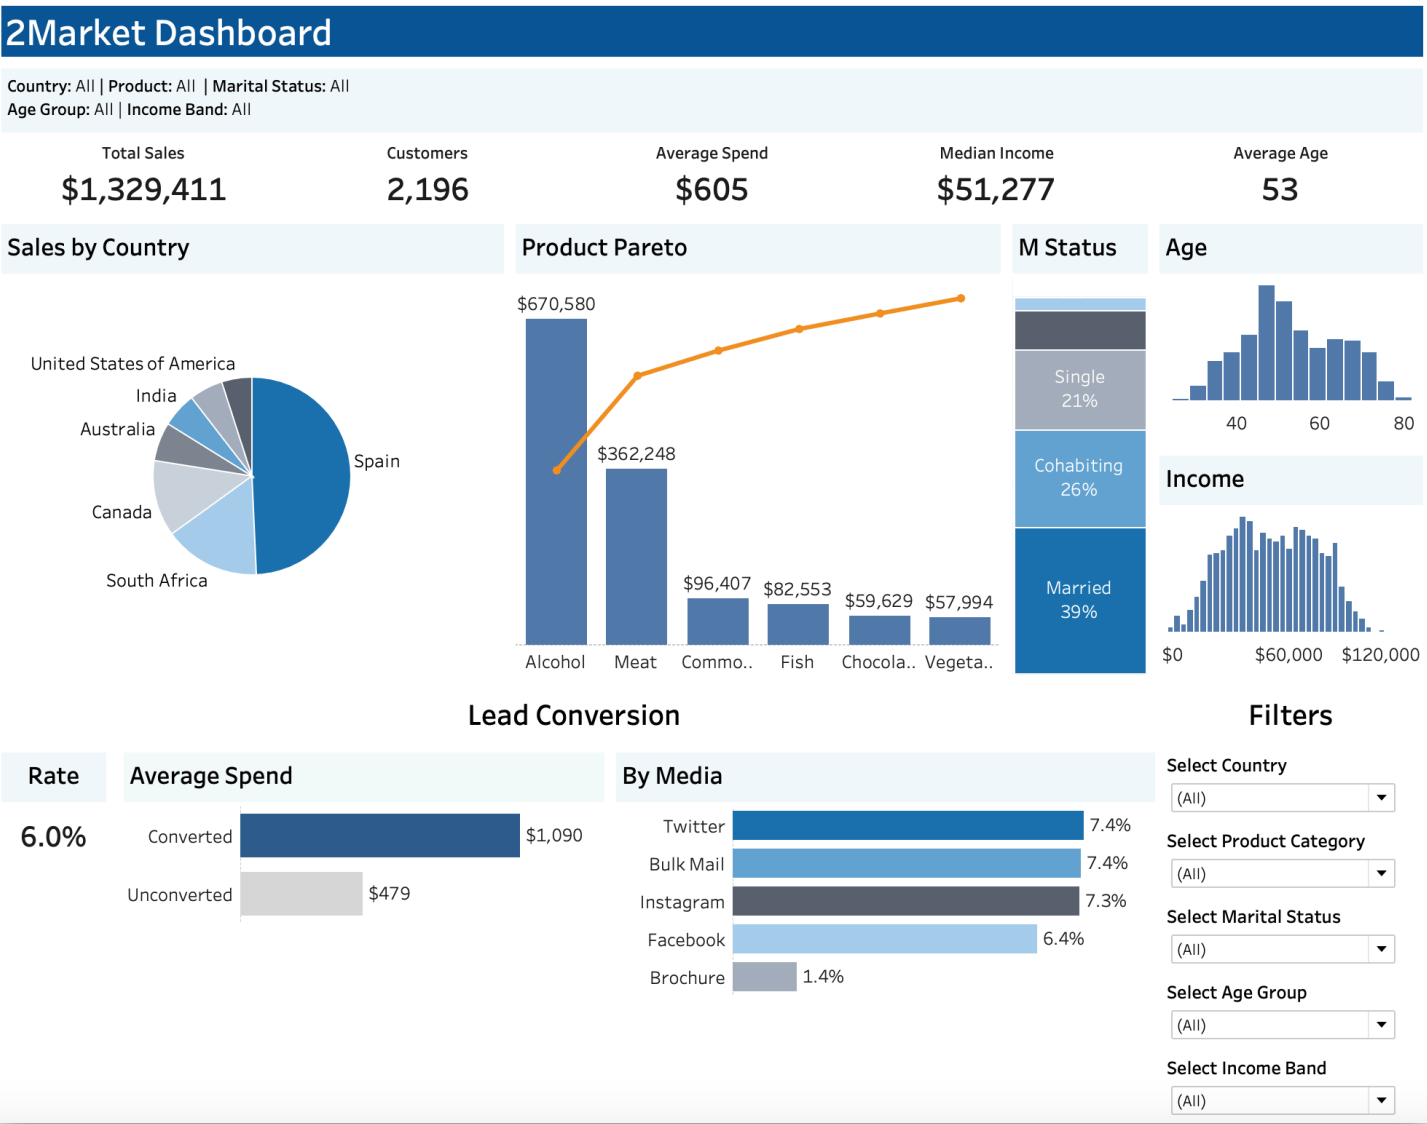 2Market Dashboard
Country: All | Product: All | Marital Status: All
Age Group: All | Income Band: All
Total Sales
$1,329,411
Customers
2,196
Average Spend
$605
Median Income
$51,277
Average Age
53
Sales by Country
United States of America
India
Australia
Canada
South Africa
Spain
Product Pareto
$670,580
$362,248
$96,407
$82,553
$59,629
$57,994
Alcohol
Meat
Commo..
Fish
Chocola..
Vegeta..
M Status
Single
21%
Cohabiting
26%
Married
39%
Age
40
60
80
Income
$0
$60,000
$120,000
Lead Conversion
Rate
6.0%
Average Spend
Converted
$1,090
Unconverted
$479
By Media
Twitter
7.4%
Bulk Mail
7.4%
Instagram
7.3%
Facebook
6.4%
Brochure
1.4%
Filters
Select Country
(All)
Select Product Category
(All)
Select Marital Status
(All)
Select Age Group
(All)
Select Income Band
(All)